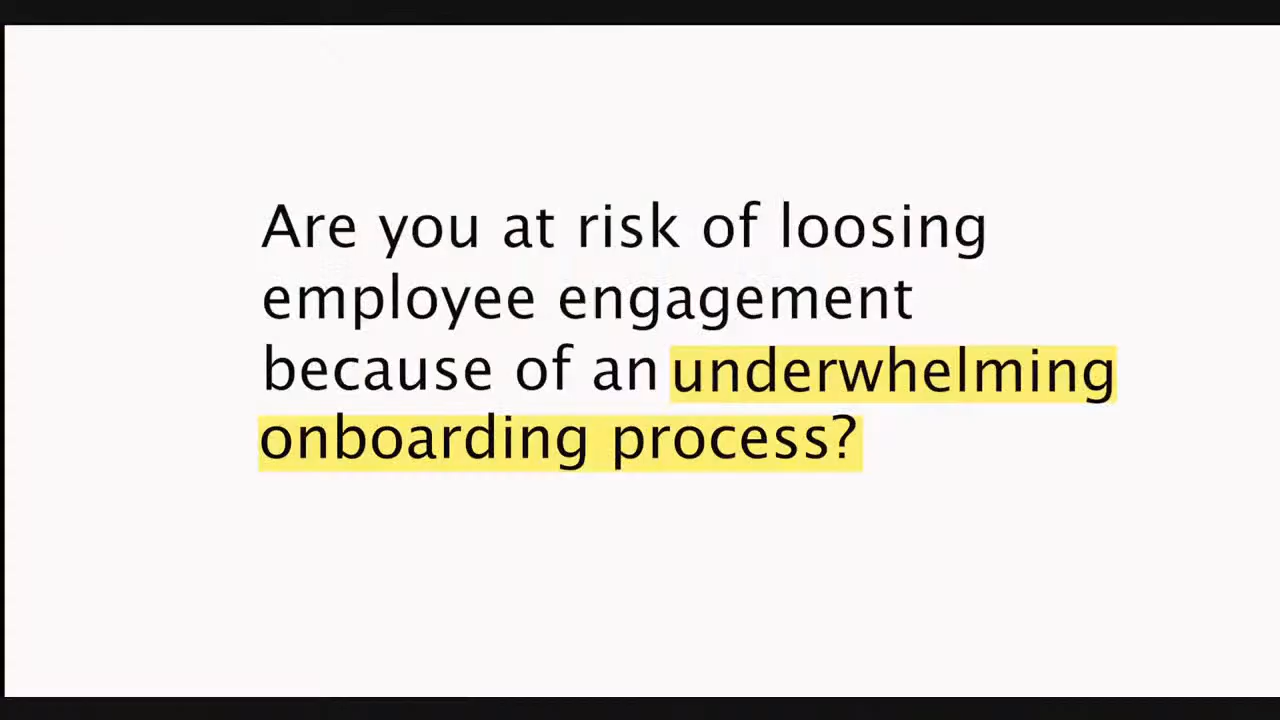 Are you at risk of loosing
employee engagement
because of an underwhelming
onboarding process?